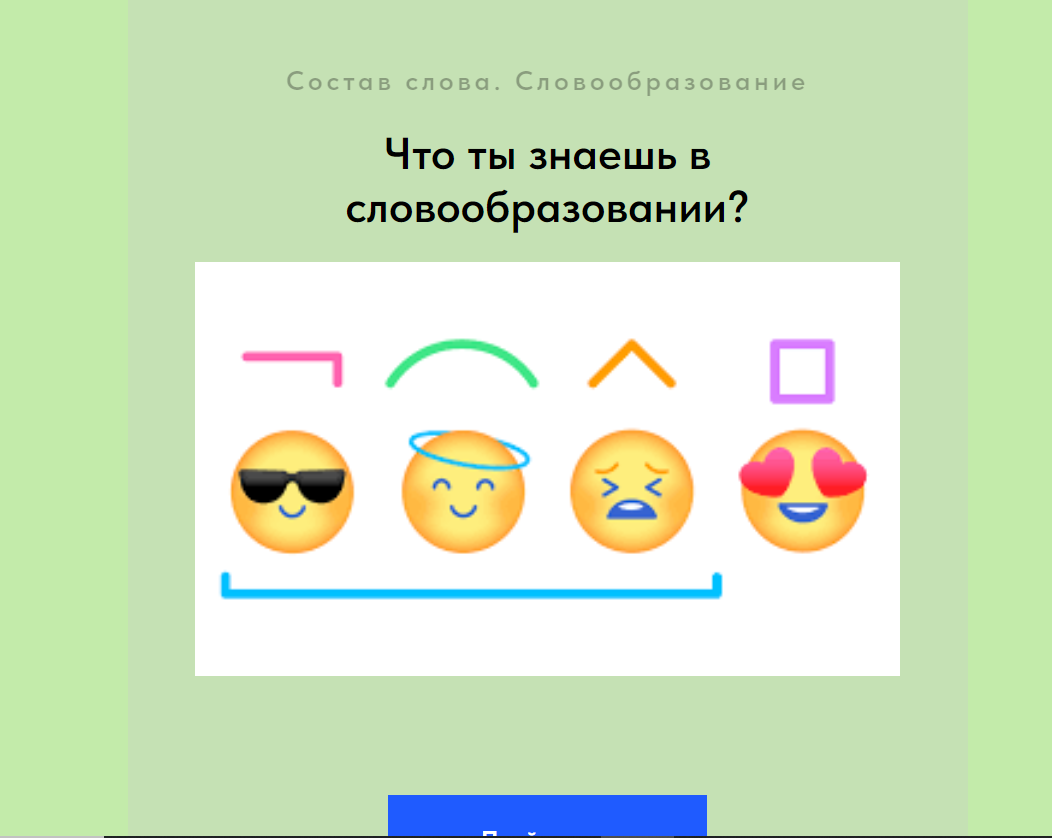 Состав слова. Словообразование
Что ты знаешь в
словообразовании?